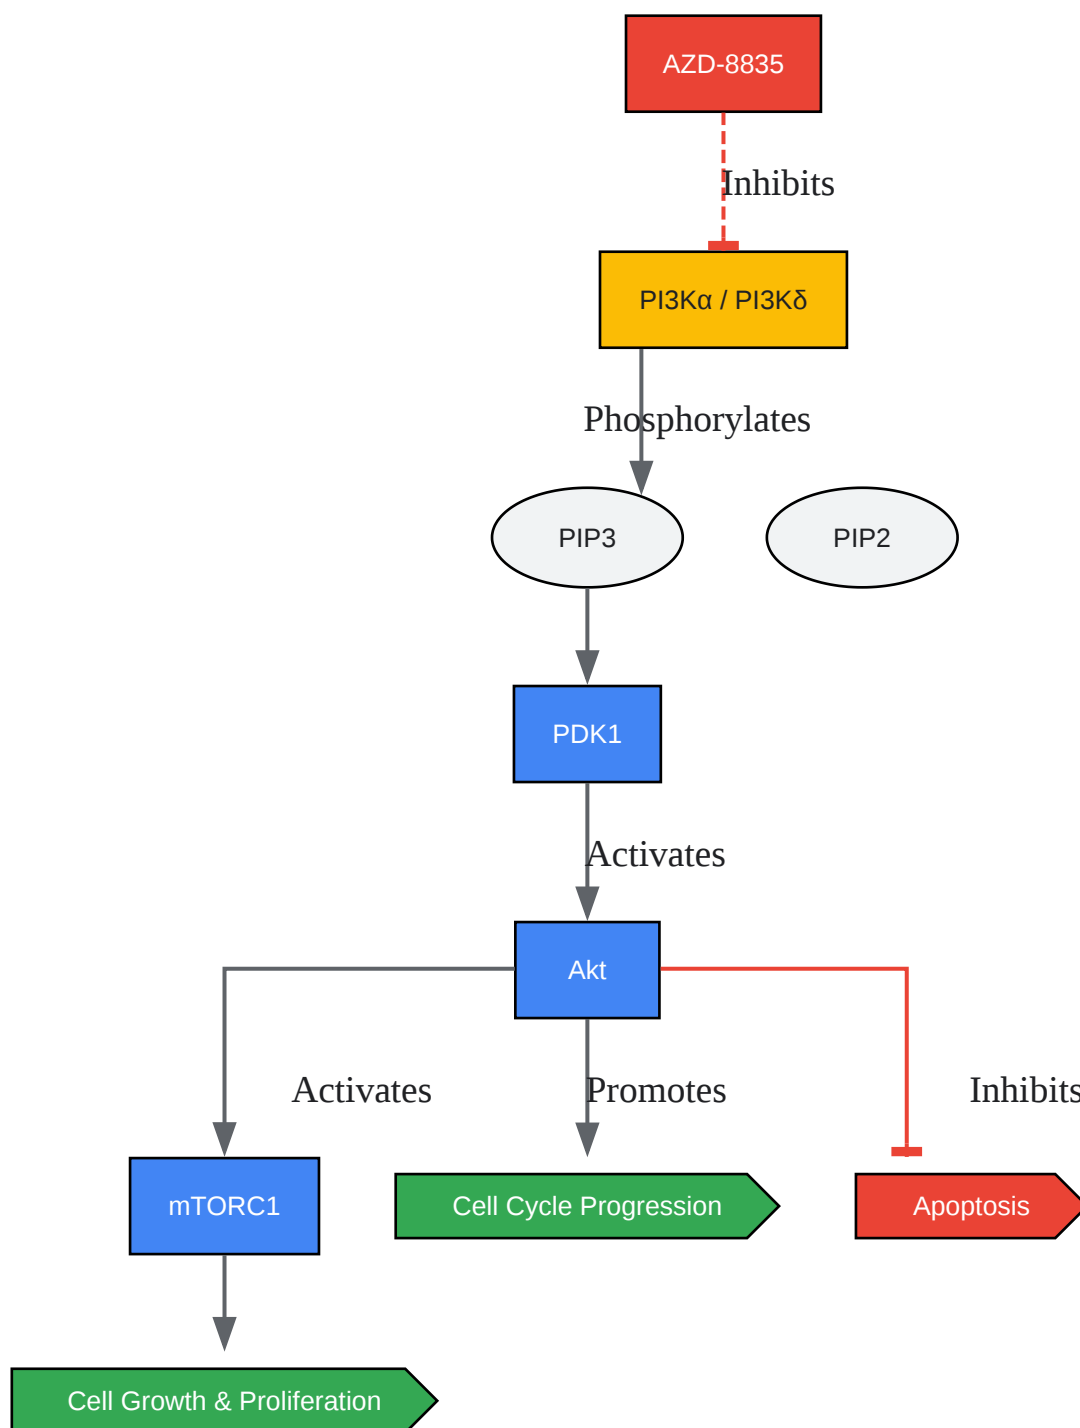 AZD-8835
Inhibits
PI3Kα / PI3Kδ
Phosphorylates
PIP3
PIP2
PDK1
Activates
Akt
Activates
Promotes
Inhibits
mTORC1
Cell Cycle Progression
Apoptosis
Cell Growth & Proliferation